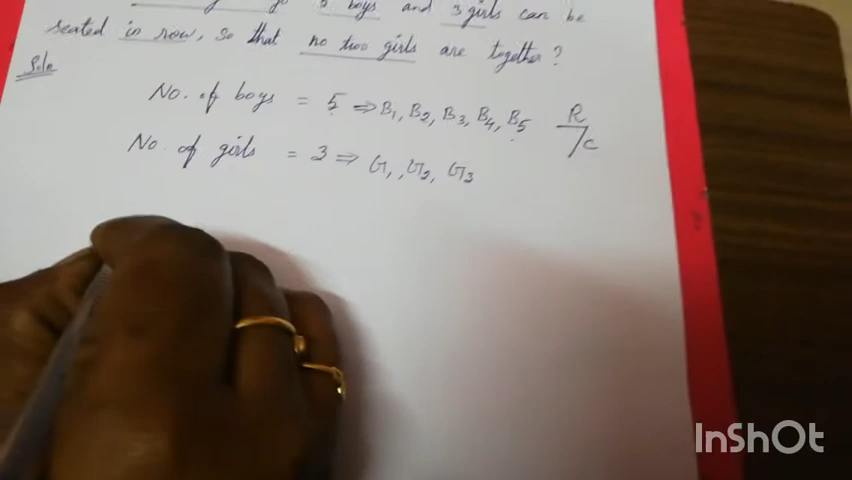 boys and 3 girls can be
seated in row, so that no two girls are together?
Soln
No. of boys = 5 ⇒ B1, B2, B3, B4, B5
R/C
No. of girls = 3 ⇒ G1, G2, G3
InShOt